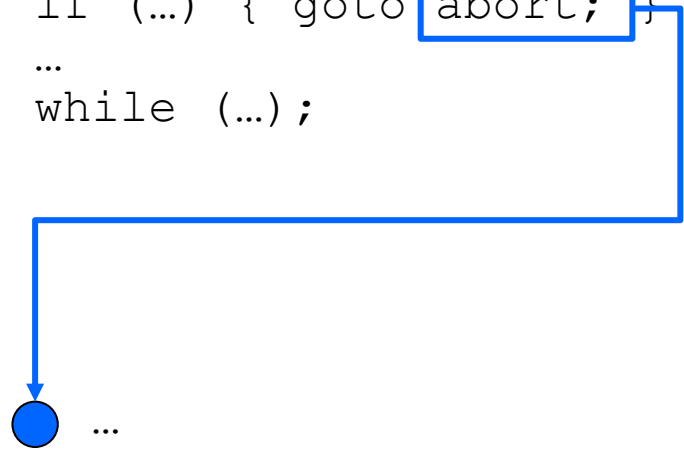 if (…) { goto abort; }
…
while (…);
…